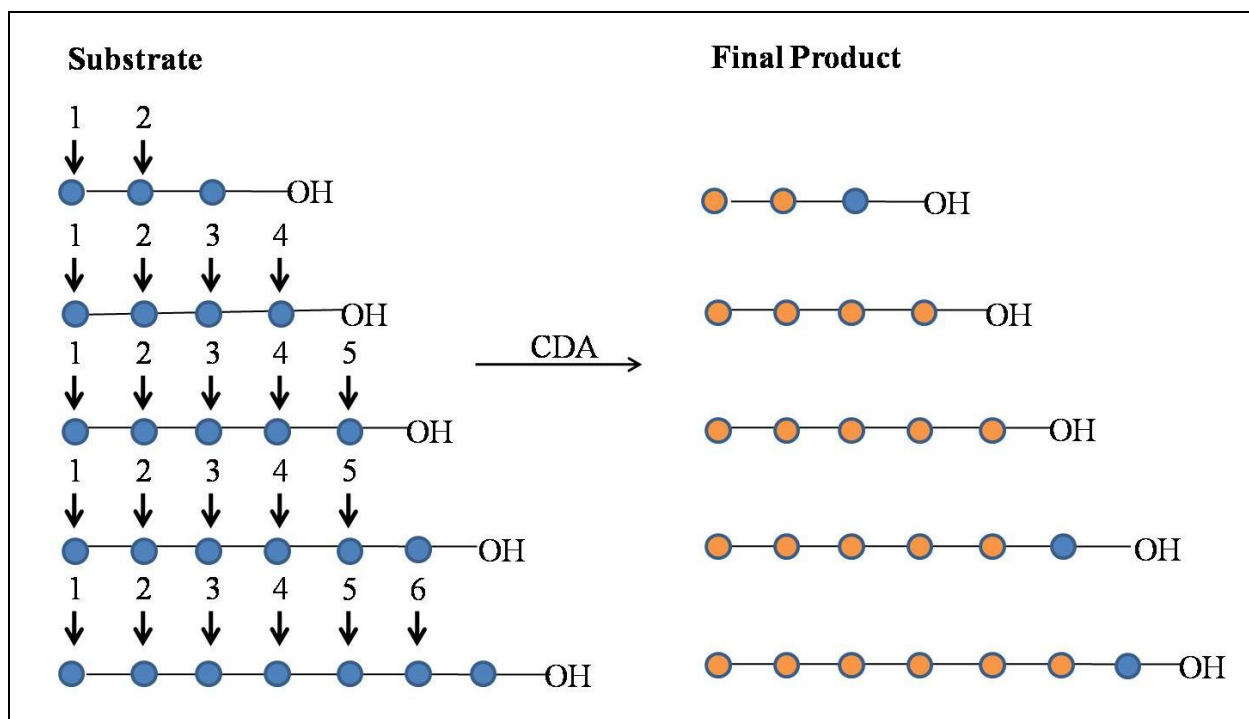 Substrate
Final Product
1 2
OH
OH
1 2 3 4
OH
OH
1 2 3 4 5
CDA
OH
OH
1 2 3 4 5
OH
OH
1 2 3 4 5 6
OH
OH